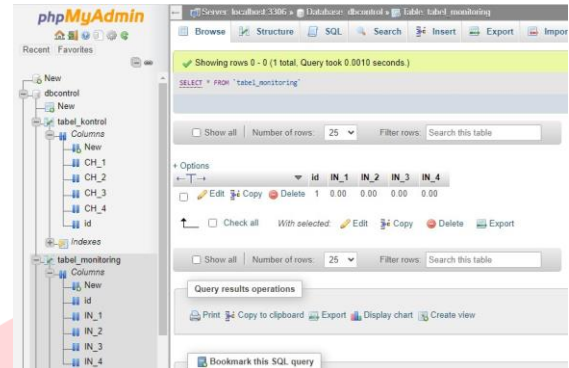 phpMyAdmin
Recent Favorites
New
dbcontrol
New
tabel_kontrol
Columns
New
CH_1
CH_2
CH_3
CH_4
id
Indexes
tabel_monitoring
Columns
New
id
IN_1
IN_2
IN_3
IN_4
Server: localhost:3306 » Database: dbcontrol » Table: tabel_monitoring
Browse Structure SQL Search Insert Export Impor
Showing rows 0 - 0 (1 total, Query took 0.0010 seconds.)
SELECT * FROM `tabel_monitoring`
Show all Number of rows: 25 Filter rows: Search this table
+ Options
←T→ id IN_1 IN_2 IN_3 IN_4
Edit Copy Delete 1 0.00 0.00 0.00 0.00
Check all With selected: Edit Copy Delete Export
Show all Number of rows: 25 Filter rows: Search this table
Query results operations
Print Copy to clipboard Export Display chart Create view
Bookmark this SQL query